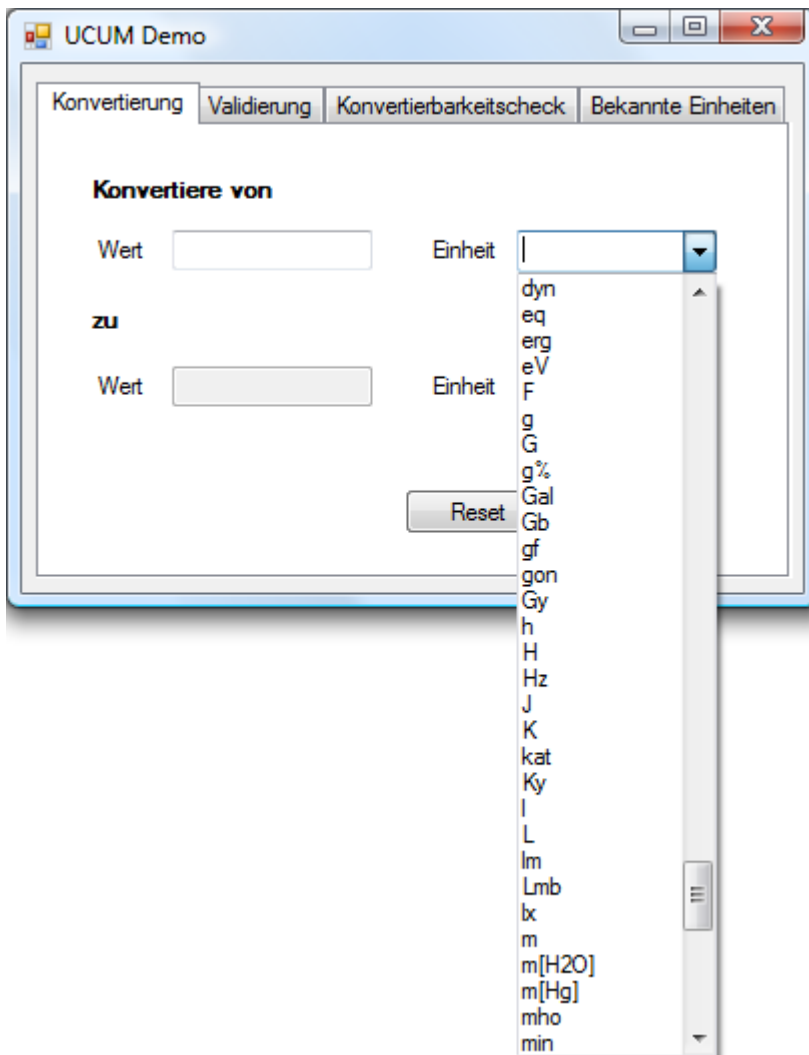 UCUM Demo
Konvertierung Validierung Konvertierbarkeitscheck Bekannte Einheiten
Konvertiere von
Wert Einheit
zu
Wert Einheit
Reset
dyn
eq
erg
eV
F
g
G
g%
Gal
Gb
gf
gon
Gy
h
H
Hz
J
K
kat
Ky
l
L
lm
Lmb
lx
m
m[H2O]
m[Hg]
mho
min